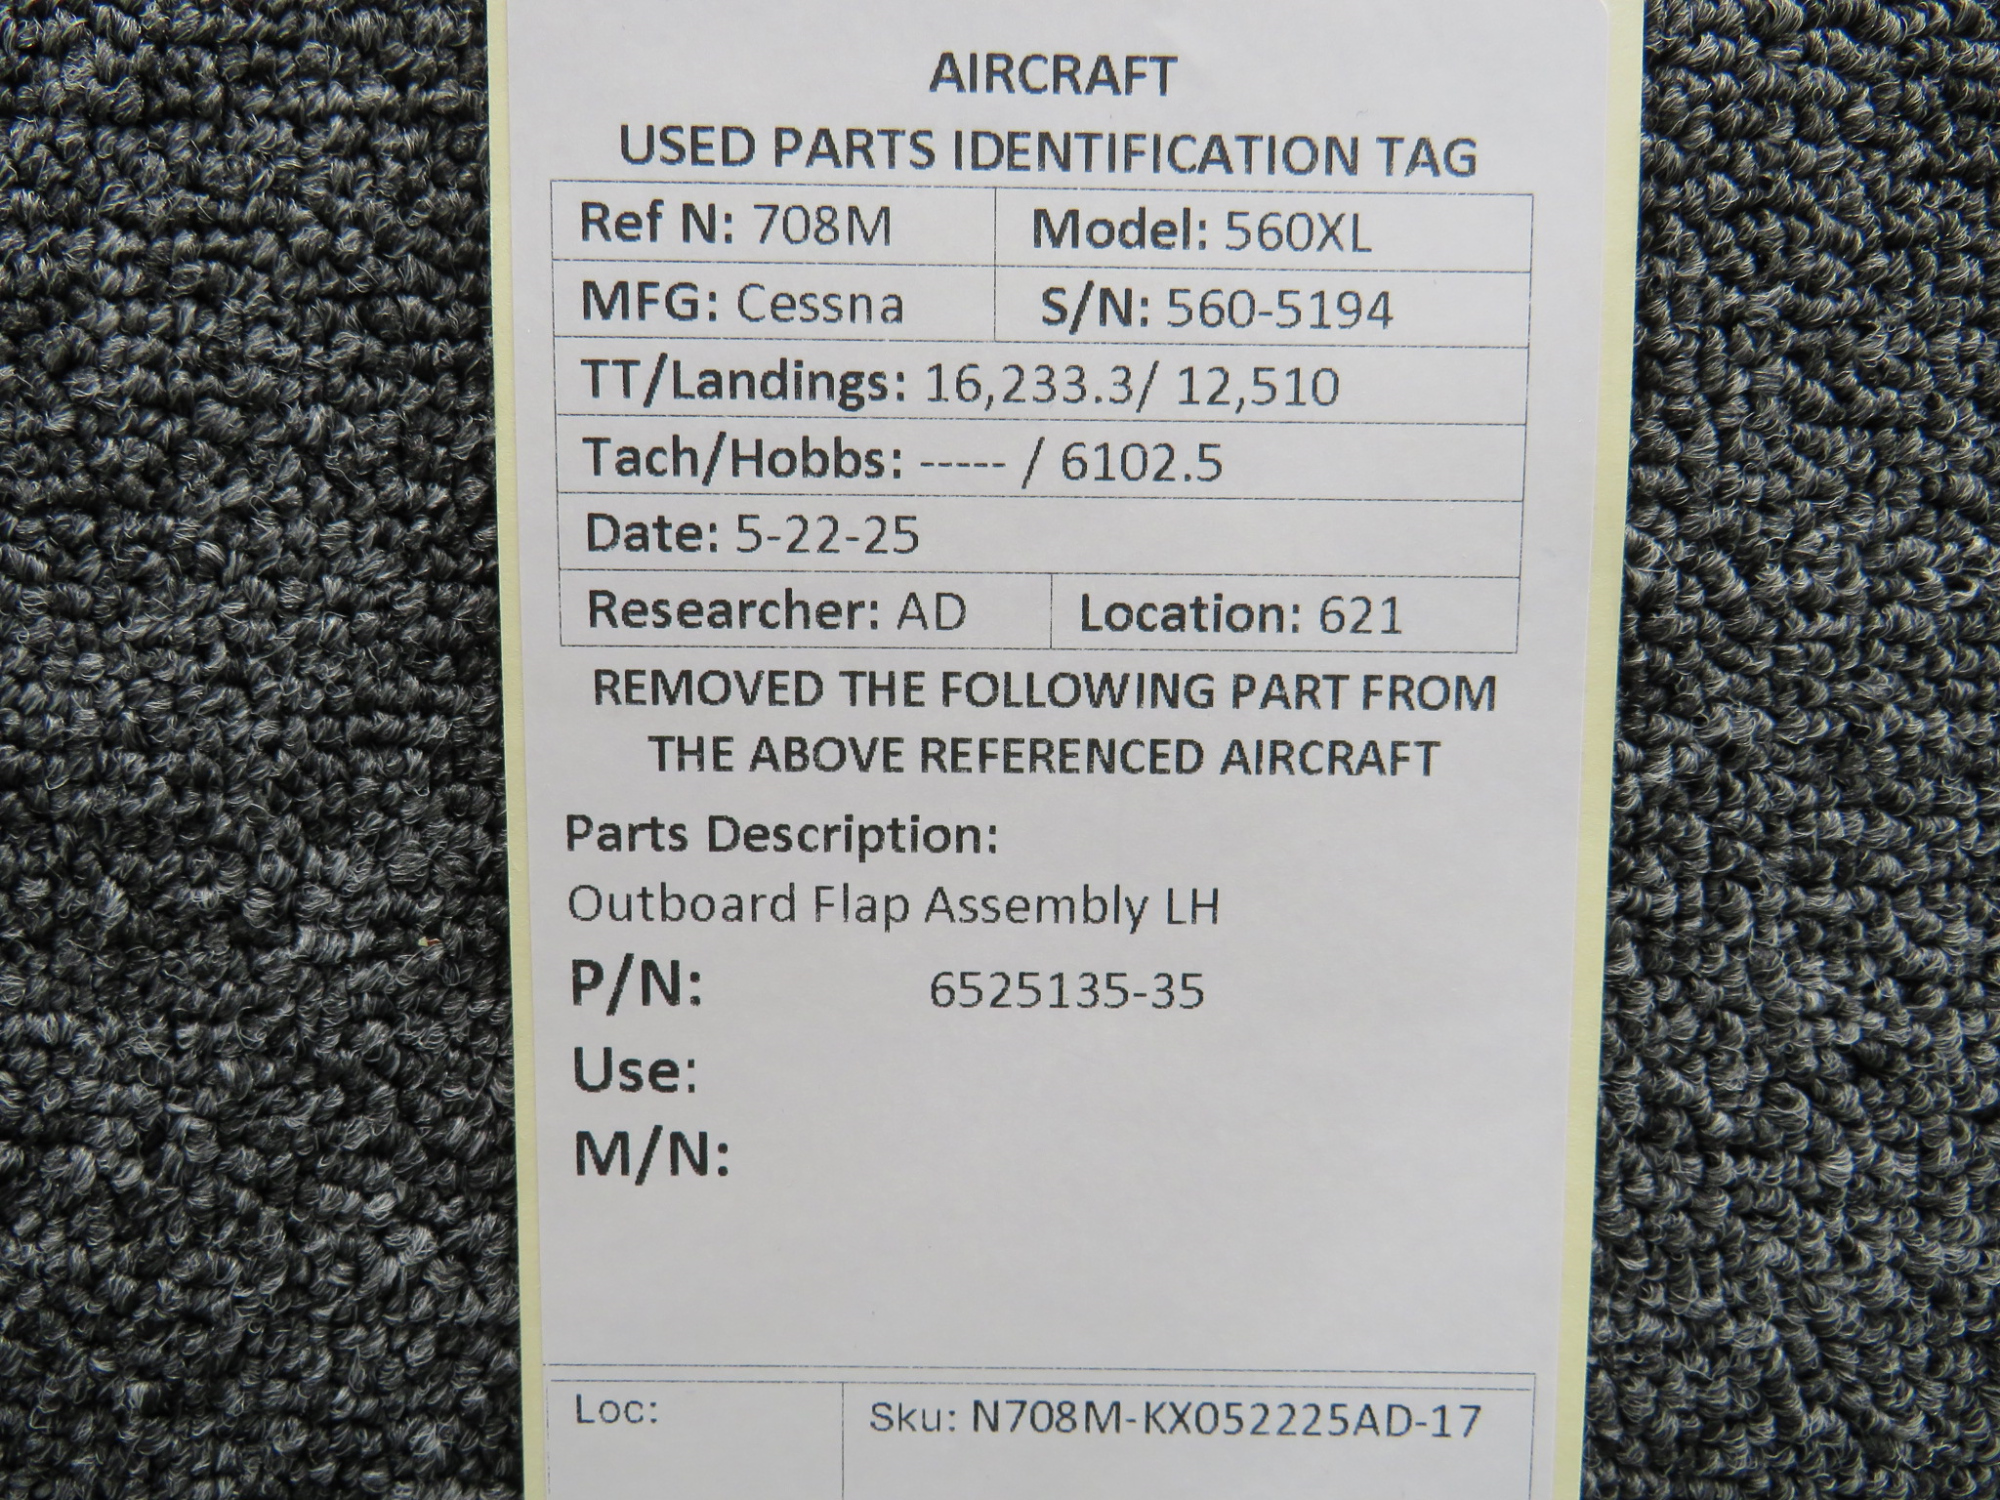 AIRCRAFT
USED PARTS IDENTIFICATION TAG
Ref N: 708M Model: 560XL
MFG: Cessna S/N: 560-5194
TT/Landings: 16,233.3/ 12,510
Tach/Hobbs: ----- / 6102.5
Date: 5-22-25
Researcher: AD Location: 621
REMOVED THE FOLLOWING PART FROM
THE ABOVE REFERENCED AIRCRAFT
Parts Description:
Outboard Flap Assembly LH
P/N: 6525135-35
Use:
M/N:
Loc: Sku: N708M-KX052225AD-17